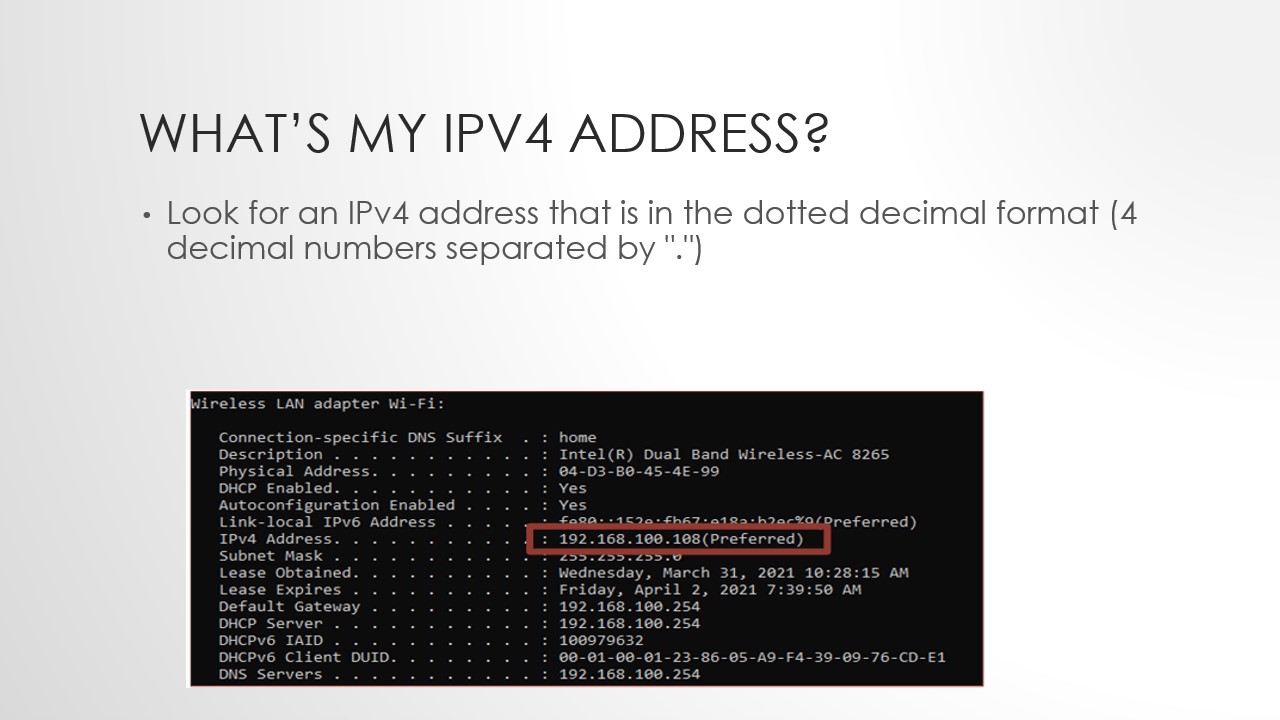 WHAT'S MY IPV4 ADDRESS?
• Look for an IPv4 address that is in the dotted decimal format (4
decimal numbers separated by ".")
Wireless LAN adapter Wi-Fi:
Connection-specific DNS Suffix . : home
Description . . . . . . . . . . . : Intel(R) Dual Band Wireless-AC 8265
Physical Address. . . . . . . . . : 04-D3-B0-45-4E-99
DHCP Enabled. . . . . . . . . . . : Yes
Autoconfiguration Enabled . . . . : Yes
Link-local IPv6 Address . . . . . : fe80::152e:fb67:e18a:b2ec%9(Preferred)
IPv4 Address. . . . . . . . . . . : 192.168.100.108(Preferred)
Subnet Mask . . . . . . . . . . . : 255.255.255.0
Lease Obtained. . . . . . . . . . : Wednesday, March 31, 2021 10:28:15 AM
Lease Expires . . . . . . . . . . : Friday, April 2, 2021 7:39:50 AM
Default Gateway . . . . . . . . . : 192.168.100.254
DHCP Server . . . . . . . . . . . : 192.168.100.254
DHCPv6 IAID . . . . . . . . . . . : 100979632
DHCPv6 Client DUID. . . . . . . . : 00-01-00-01-23-86-05-A9-F4-39-09-76-CD-E1
DNS Servers . . . . . . . . . . . : 192.168.100.254